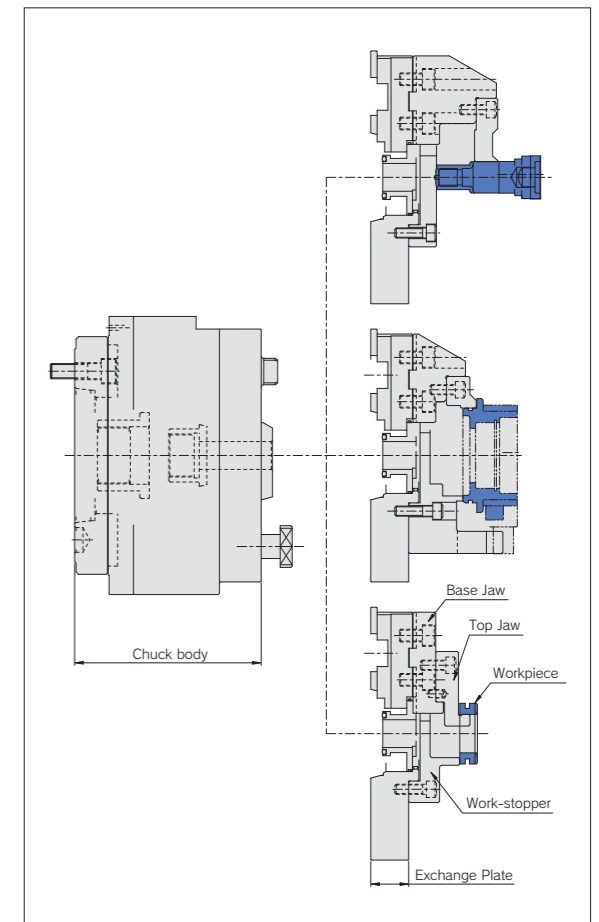 Base Jaw
Top Jaw
Chuck body
Workpiece
Work-stopper
Exchange Plate